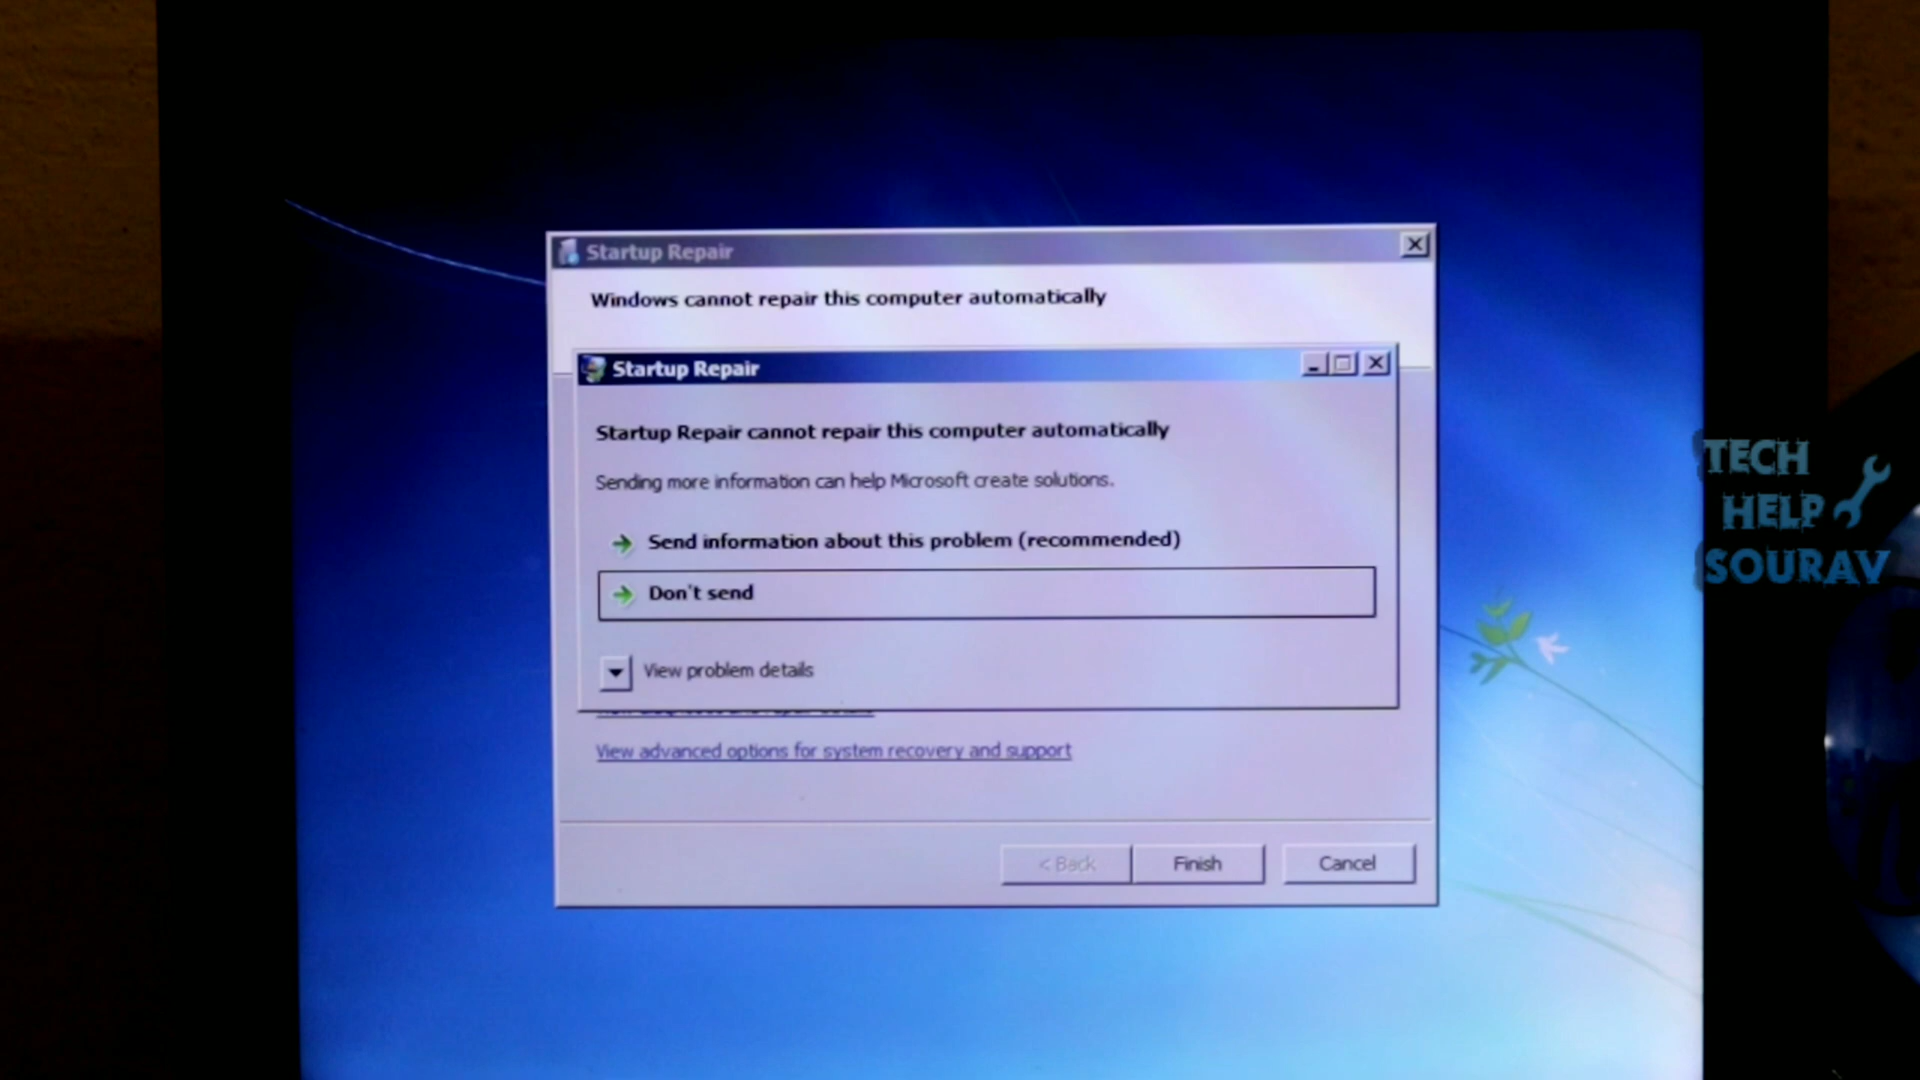 Startup Repair
Windows cannot repair this computer automatically
Startup Repair
Startup Repair cannot repair this computer automatically
Sending more information can help Microsoft create solutions.
Send information about this problem (recommended)
Don't send
View problem details
View advanced options for system recovery and support
< Back
Finish
Cancel
TECH
HELP
SOURAV